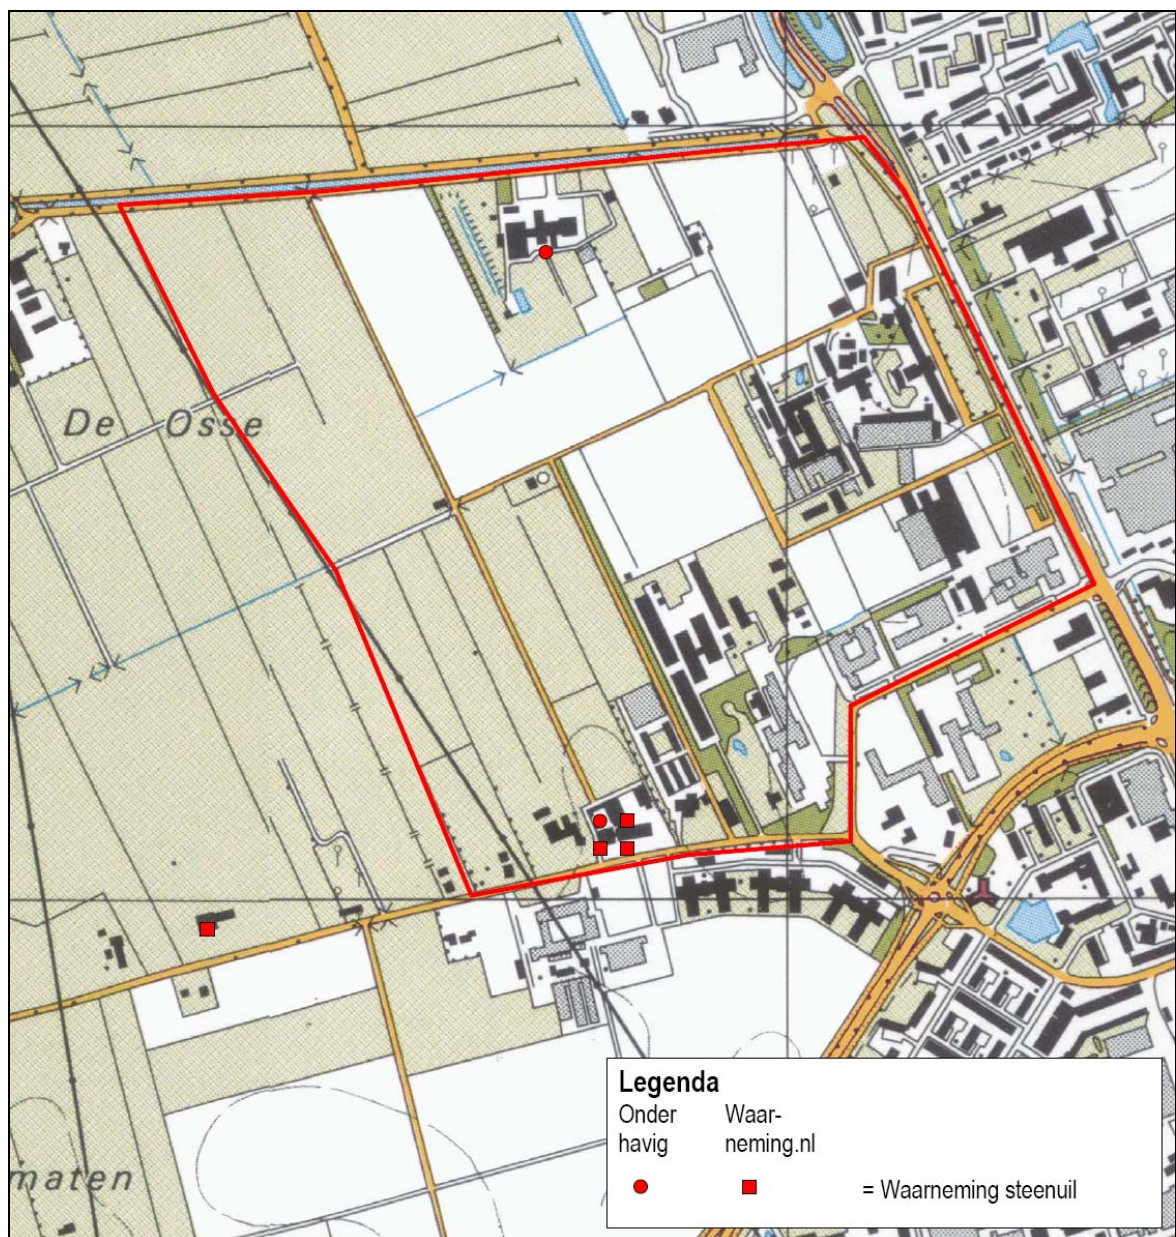 De Osse
maten
Legenda
Onder Waar-
havig neming.nl
= Waarneming steenuil